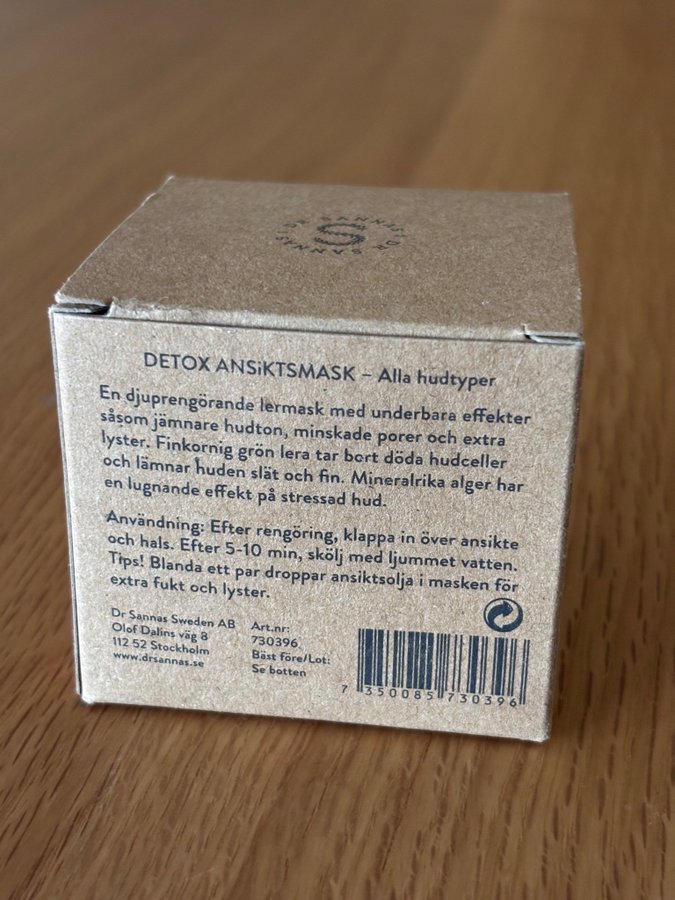 DR SANNAS
DR SANNAS
DETOX ANSiKTSMASK – Alla hudtyper
En djuprengörande lermask med underbara effekter
såsom jämnare hudton, minskade porer och extra
lyster. Finkornig grön lera tar bort döda hudceller
och lämnar huden slät och fin. Mineralrika alger har
en lugnande effekt på stressad hud.
Användning: Efter rengöring, klappa in över ansikte
och hals. Efter 5-10 min, skölj med ljummet vatten.
Tips! Blanda ett par droppar ansiktsolja i masken för
extra fukt och lyster.
Dr Sannas Sweden AB
Olof Dalins väg 8
112 52 Stockholm
www.drsannas.se
Art.nr:
730396
Bäst före/Lot:
Se botten
7 350085 730396